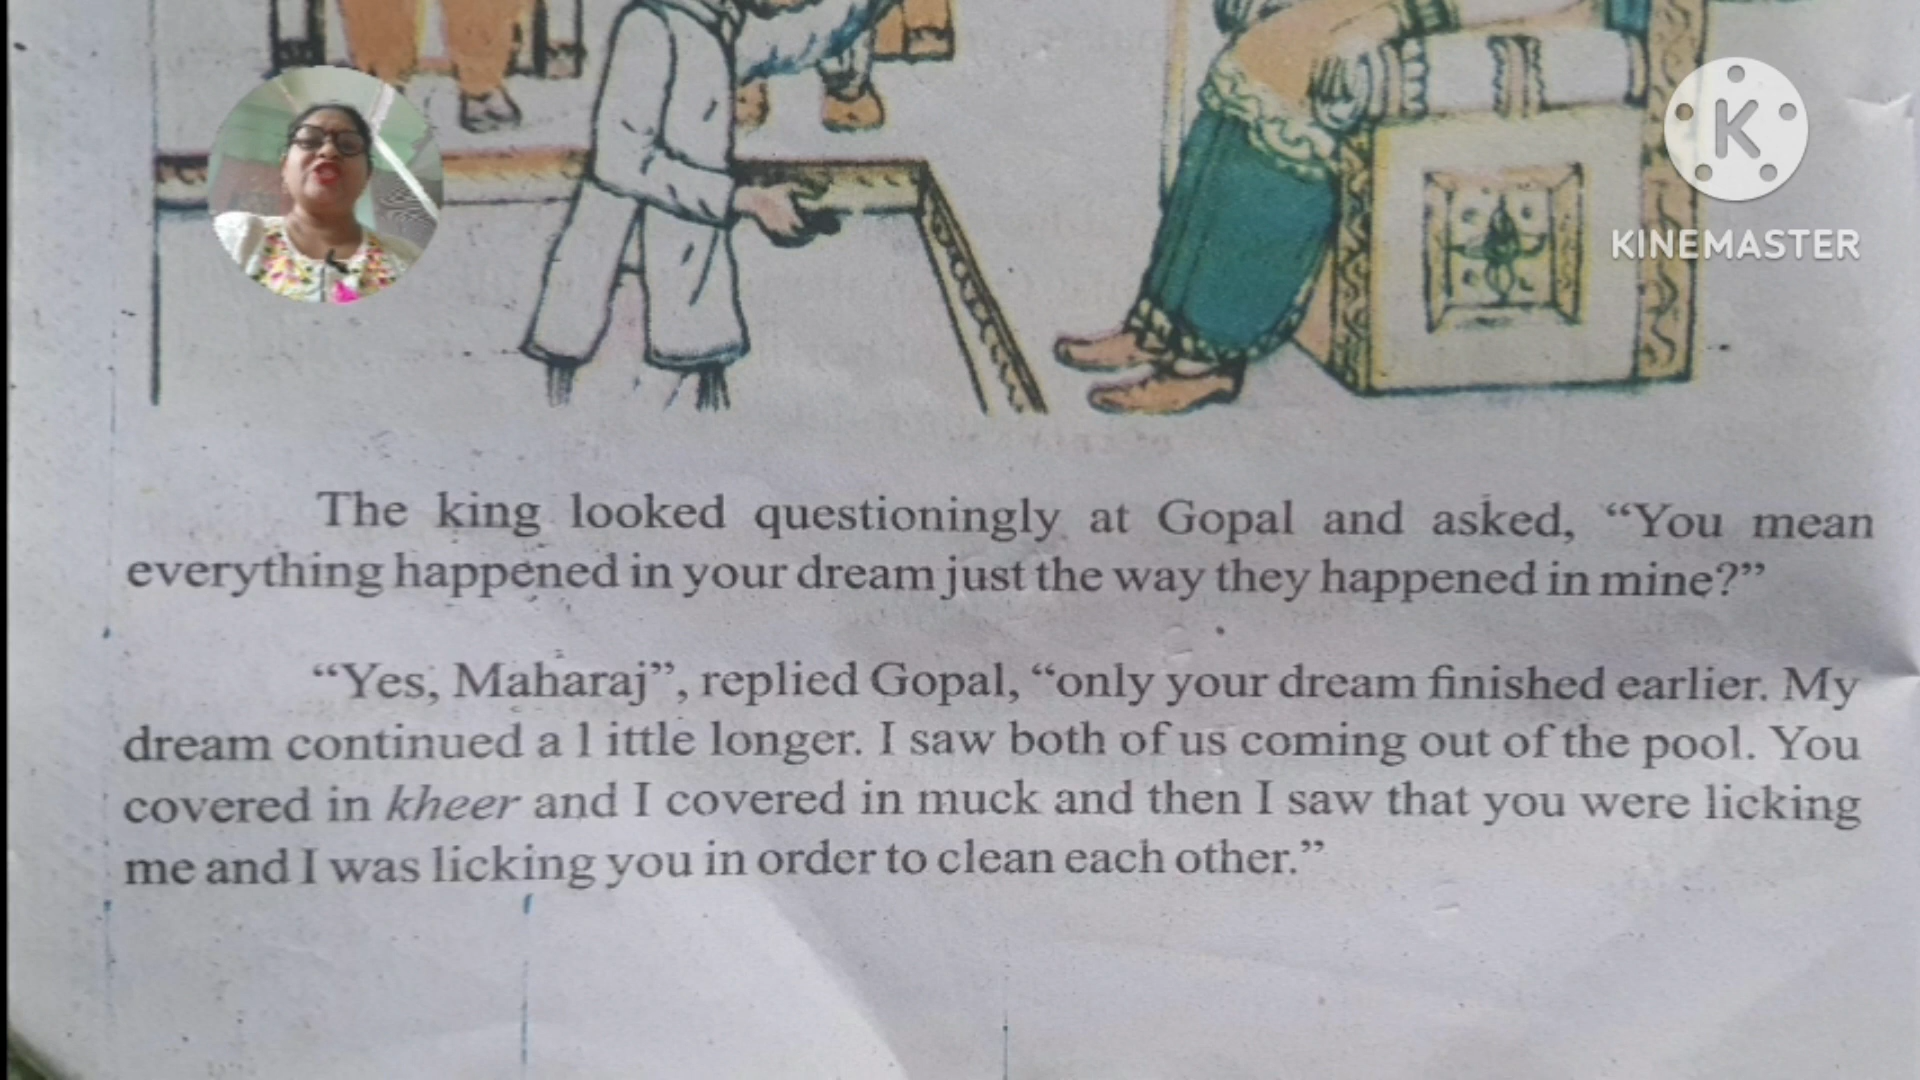 KINEMASTER
The king looked questioningly at Gopal and asked, “You mean
everything happened in your dream just the way they happened in mine?”
“Yes, Maharaj”, replied Gopal, “only your dream finished earlier. My
dream continued a l ittle longer. I saw both of us coming out of the pool. You
covered in kheer and I covered in muck and then I saw that you were licking
me and I was licking you in order to clean each other.”